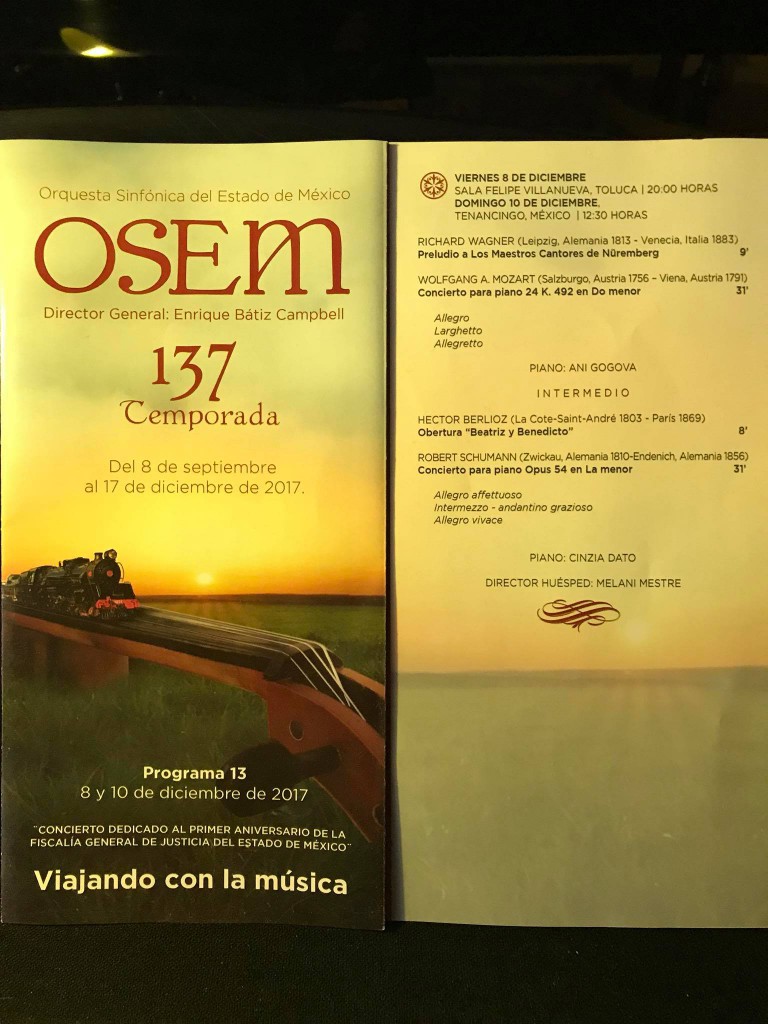 Orquesta Sinfónica del Estado de México
OSEM
Director General: Enrique Bátiz Campbell
137
Temporada
Del 8 de septiembre
al 17 de diciembre de 2017.
Programa 13
8 y 10 de diciembre de 2017
¨CONCIERTO DEDICADO AL PRIMER ANIVERSARIO DE LA
FISCALÍA GENERAL DE JUSTICIA DEL ESTADO DE MÉXICO¨
Viajando con la música
VIERNES 8 DE DICIEMBRE
SALA FELIPE VILLANUEVA, TOLUCA | 20:00 HORAS
DOMINGO 10 DE DICIEMBRE,
TENANCINGO, MÉXICO | 12:30 HORAS
RICHARD WAGNER (Leipzig, Alemania 1813 - Venecia, Italia 1883)
Preludio a Los Maestros Cantores de Nüremberg 9'
WOLFGANG A. MOZART (Salzburgo, Austria 1756 – Viena, Austria 1791)
Concierto para piano 24 K. 492 en Do menor 31'
Allegro
Larghetto
Allegretto
PIANO: ANI GOGOVA
INTERMEDIO
HECTOR BERLIOZ (La Cote-Saint-André 1803 - París 1869)
Obertura "Beatriz y Benedicto" 8'
ROBERT SCHUMANN (Zwickau, Alemania 1810-Endenich, Alemania 1856)
Concierto para piano Opus 54 en La menor 31'
Allegro affettuoso
Intermezzo - andantino grazioso
Allegro vivace
PIANO: CINZIA DATO
DIRECTOR HUÉSPED: MELANI MESTRE